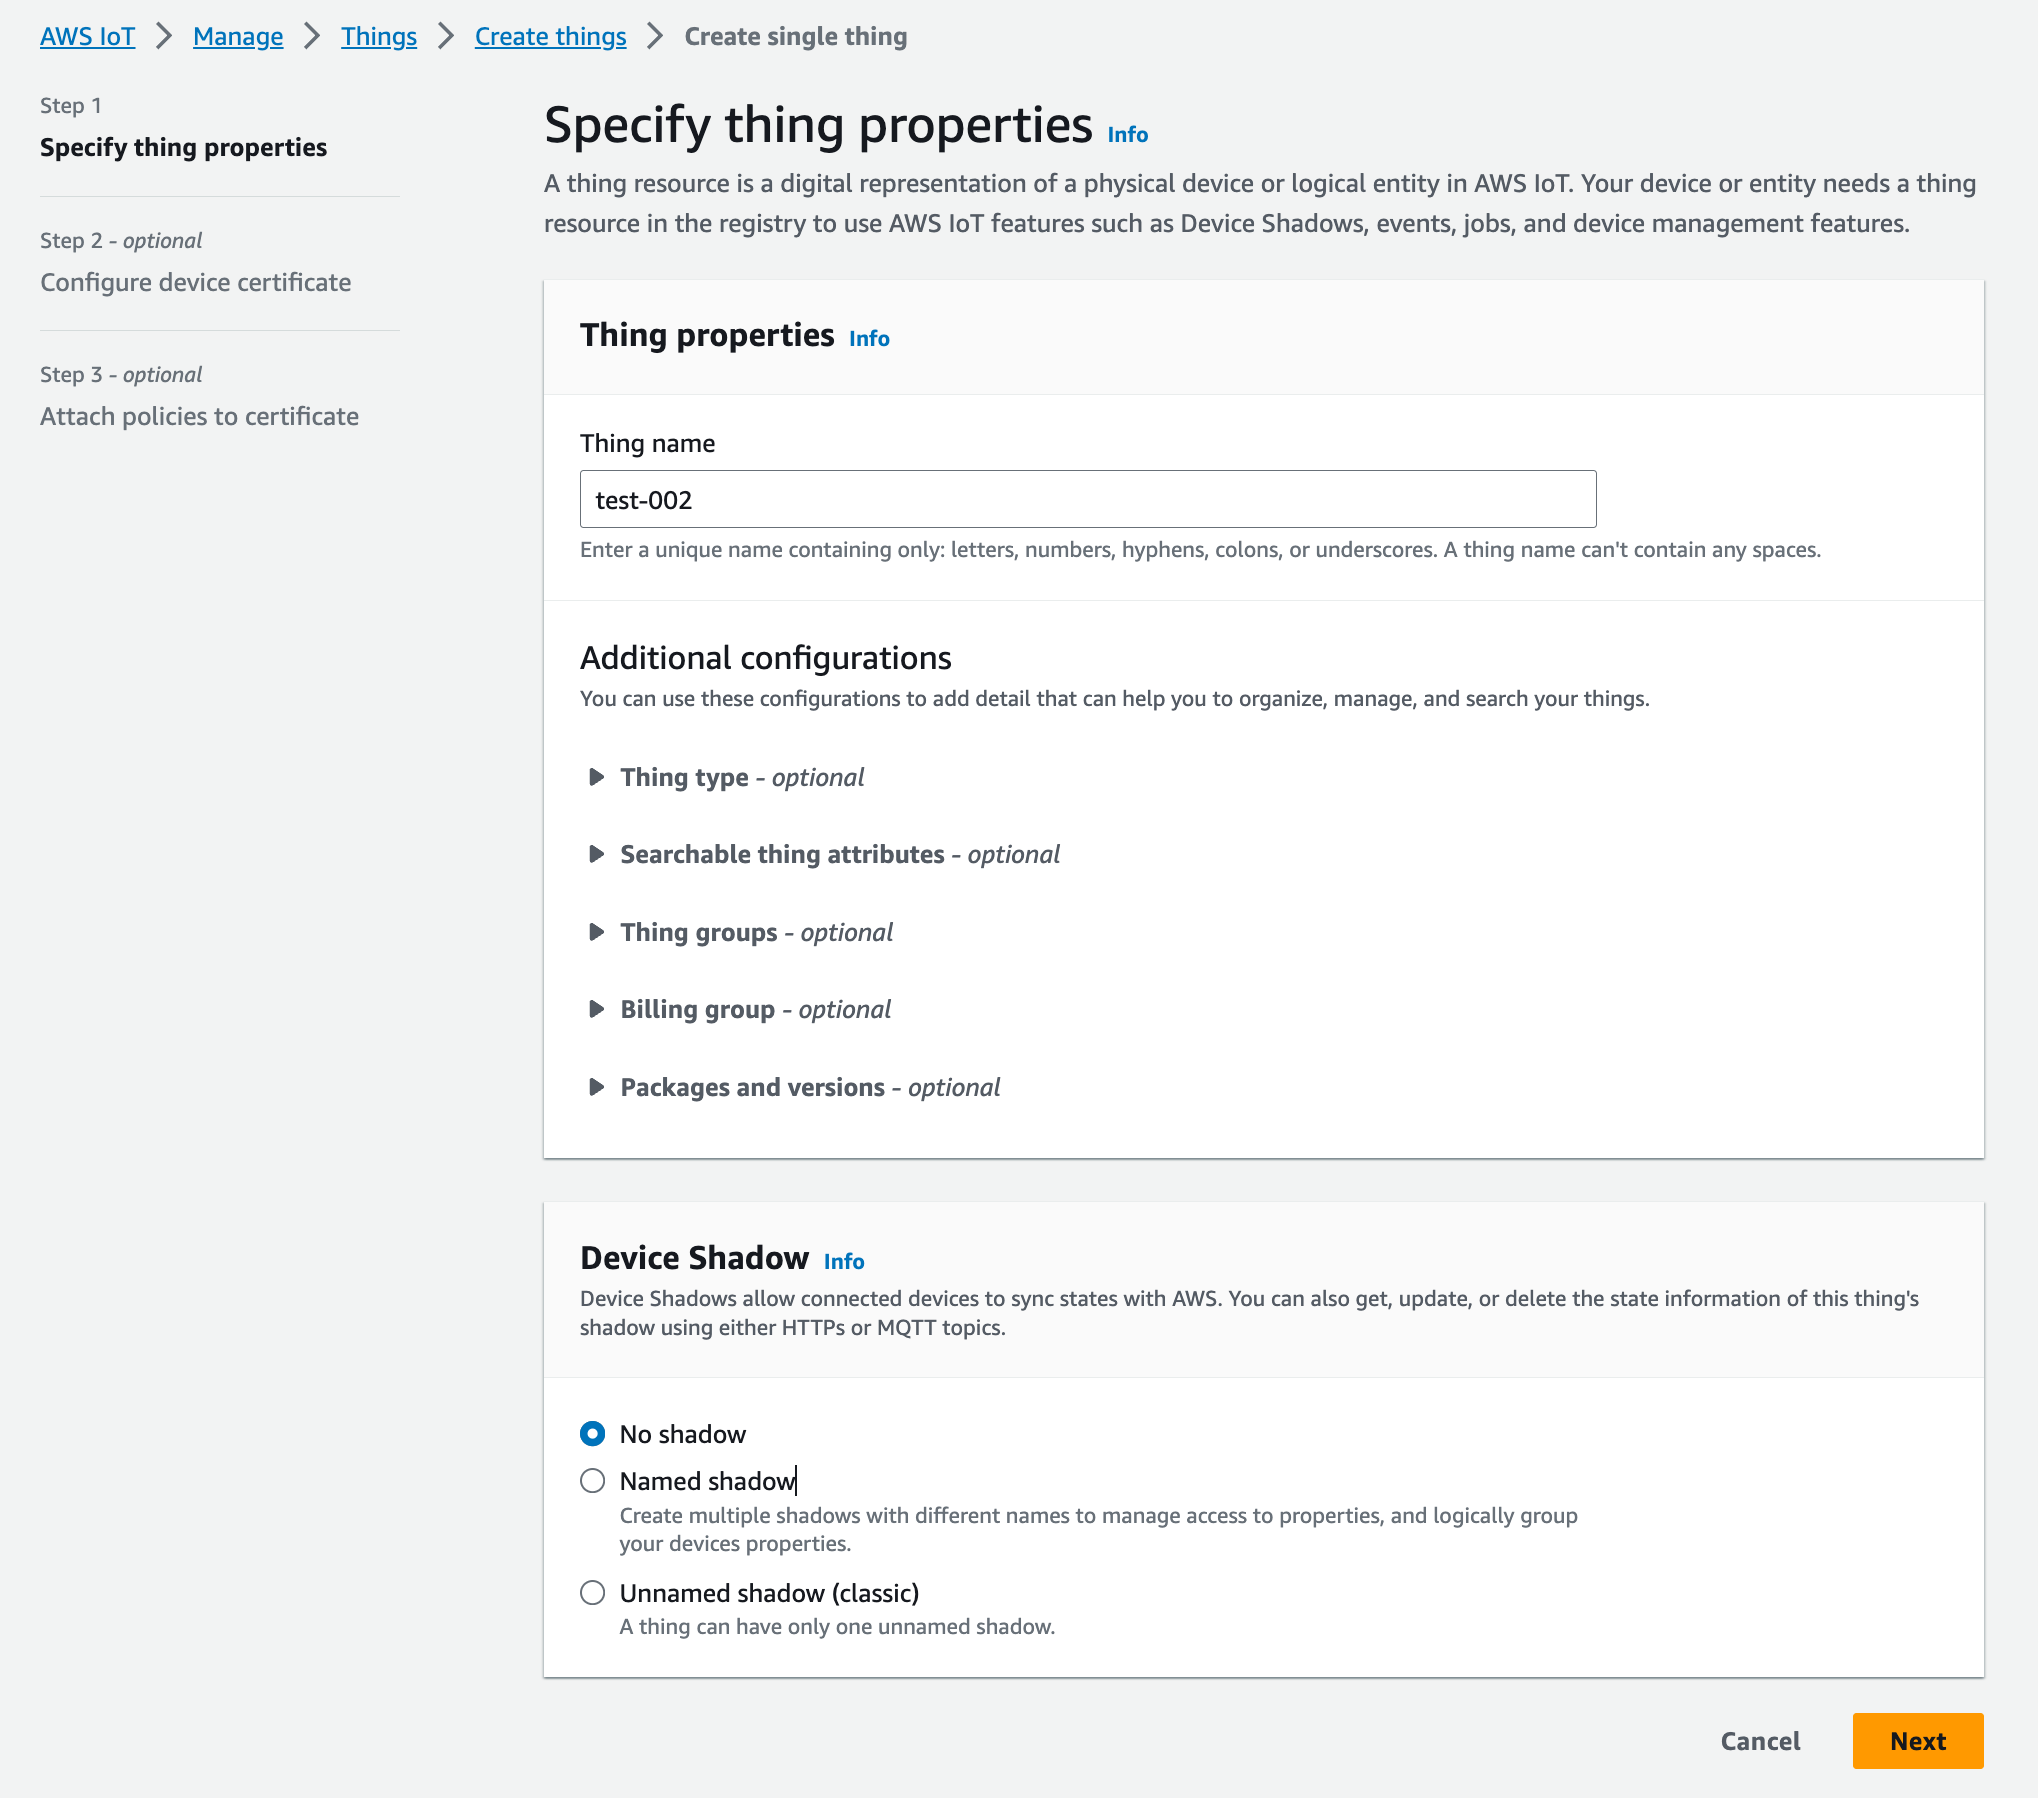 AWS IoT > Manage > Things > Create things > Create single thing
Step 1
Specify thing properties
Step 2 - optional
Configure device certificate
Step 3 - optional
Attach policies to certificate
Specify thing properties Info
A thing resource is a digital representation of a physical device or logical entity in AWS IoT. Your device or entity needs a thing
resource in the registry to use AWS IoT features such as Device Shadows, events, jobs, and device management features.
Thing properties Info
Thing name
test-002
Enter a unique name containing only: letters, numbers, hyphens, colons, or underscores. A thing name can't contain any spaces.
Additional configurations
You can use these configurations to add detail that can help you to organize, manage, and search your things.
Thing type - optional
Searchable thing attributes - optional
Thing groups - optional
Billing group - optional
Packages and versions - optional
Device Shadow Info
Device Shadows allow connected devices to sync states with AWS. You can also get, update, or delete the state information of this thing's
shadow using either HTTPs or MQTT topics.
No shadow
Named shadow
Create multiple shadows with different names to manage access to properties, and logically group
your devices properties.
Unnamed shadow (classic)
A thing can have only one unnamed shadow.
Cancel
Next